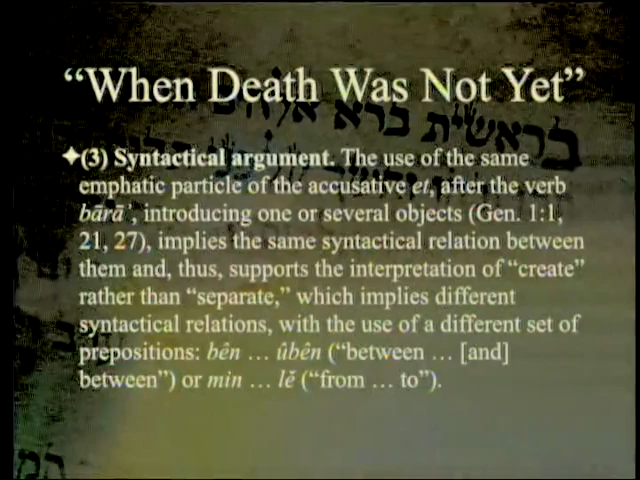 “When Death Was Not Yet”
בראשית ברא אלהים
✦(3) Syntactical argument. The use of the same
emphatic particle of the accusative et, after the verb
bārā', introducing one or several objects (Gen. 1:1,
21, 27), implies the same syntactical relation between
them and, thus, supports the interpretation of “create”
rather than “separate,” which implies different
syntactical relations, with the use of a different set of
prepositions: bên … ûbên (“between … [and]
between”) or min … lĕ (“from … to”).